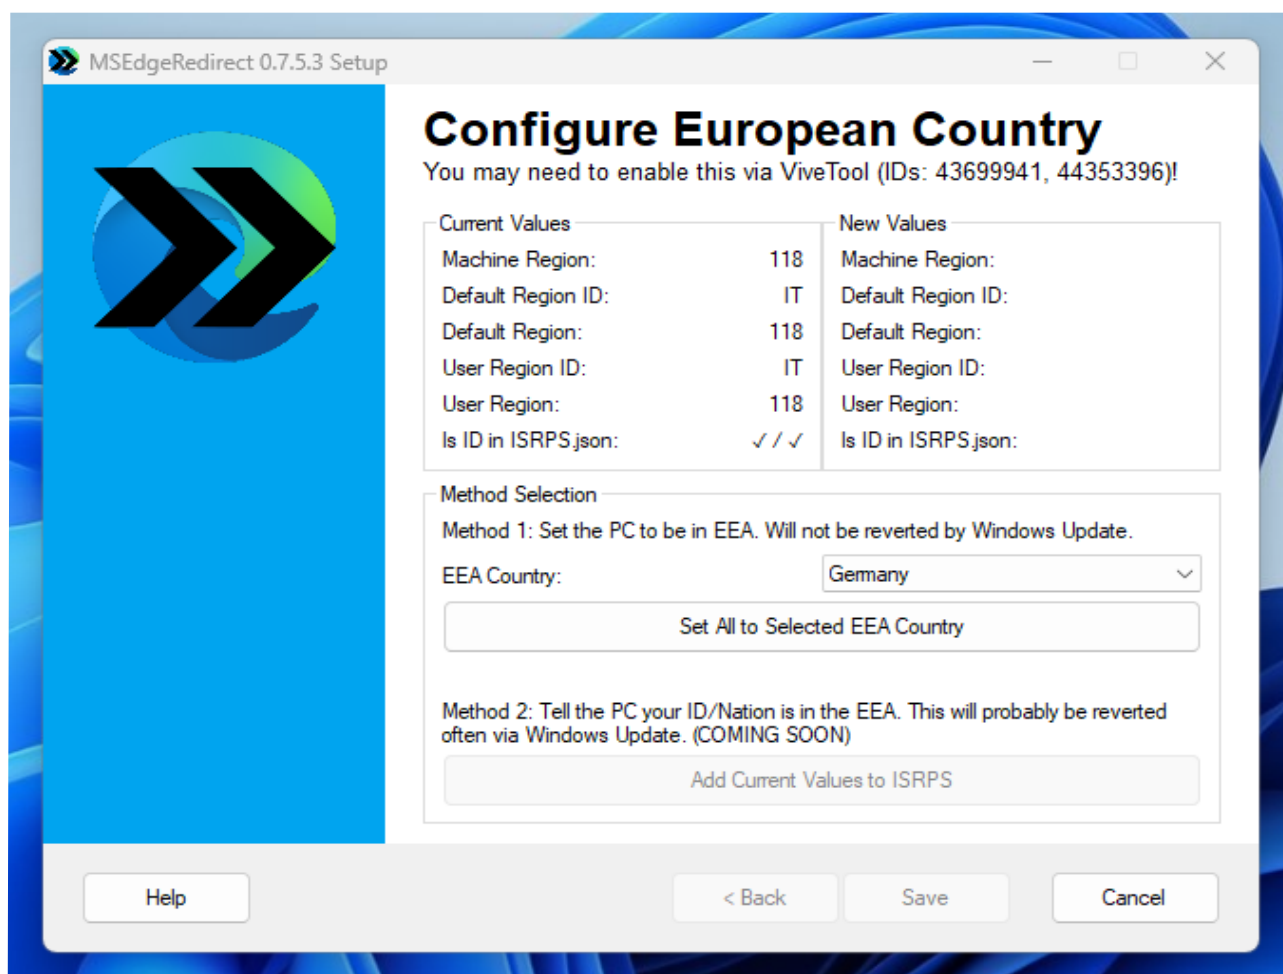 MSEdgeRedirect 0.7.5.3 Setup
Configure European Country
You may need to enable this via ViveTool (IDs: 43699941, 44353396)!
Current Values
Machine Region: 118
Default Region ID: IT
Default Region: 118
User Region ID: IT
User Region: 118
Is ID in ISRPS.json: ✓ / ✓
New Values
Machine Region:
Default Region ID:
Default Region:
User Region ID:
User Region:
Is ID in ISRPS.json:
Method Selection
Method 1: Set the PC to be in EEA. Will not be reverted by Windows Update.
EEA Country: Germany
Set All to Selected EEA Country
Method 2: Tell the PC your ID/Nation is in the EEA. This will probably be reverted
often via Windows Update. (COMING SOON)
Add Current Values to ISRPS
Help
< Back
Save
Cancel